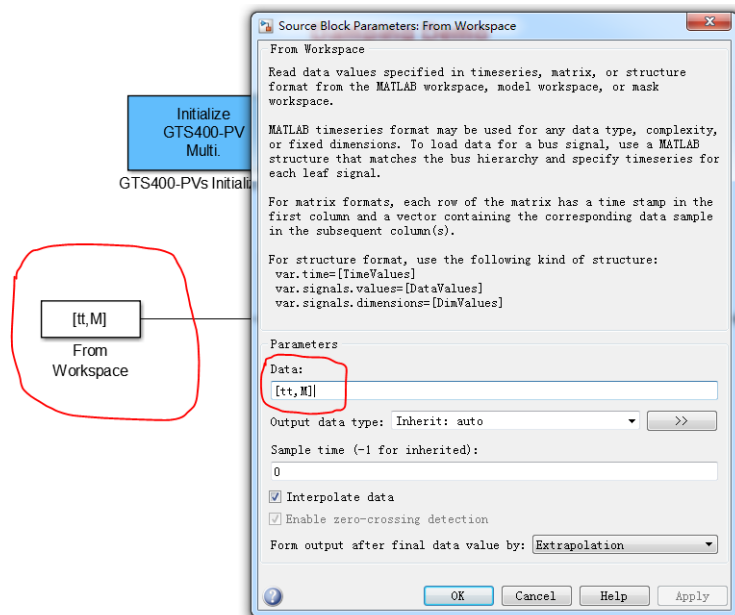 Source Block Parameters: From Workspace
From Workspace
Read data values specified in timeseries, matrix, or structure
format from the MATLAB workspace, model workspace, or mask
workspace.
MATLAB timeseries format may be used for any data type, complexity,
or fixed dimensions. To load data for a bus signal, use a MATLAB
structure that matches the bus hierarchy and specify timeseries for
each leaf signal.
For matrix formats, each row of the matrix has a time stamp in the
first column and a vector containing the corresponding data sample
in the subsequent column(s).
For structure format, use the following kind of structure:
var.time=[TimeValues]
var.signals.values=[DataValues]
var.signals.dimensions=[DimValues]
Parameters
Data:
[tt,M]
Output data type: Inherit: auto >>
Sample time (-1 for inherited):
0
Interpolate data
Enable zero-crossing detection
Form output after final data value by: Extrapolation
OK Cancel Help Apply
Initialize
GTS400-PV
Multi.
GTS400-PVs Initializ
[tt,M]
From
Workspace